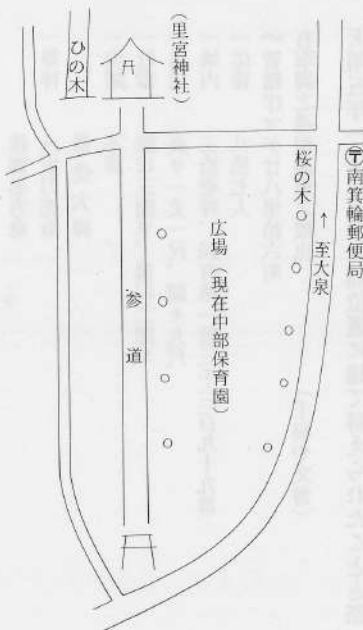 〒南箕輪郵便局
↑至大泉
桜の木
広場(現在中部保育園)
(里宮神社)
参道
ひの木